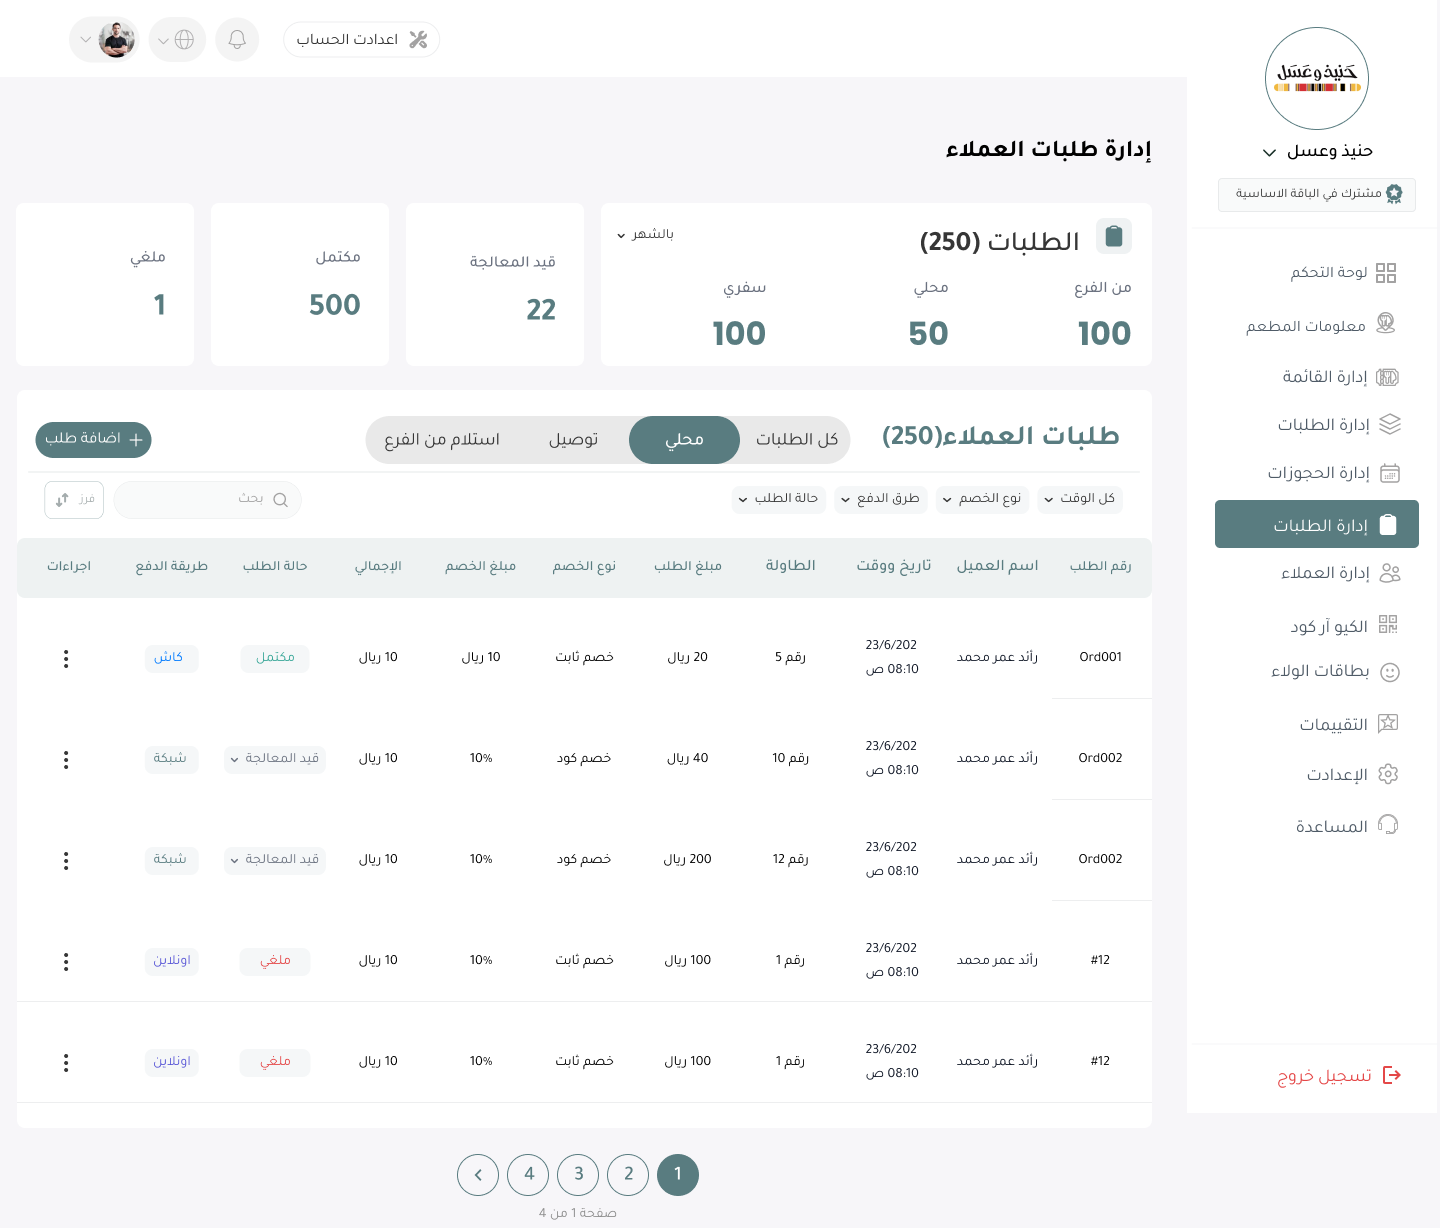 اعدادت الحساب
حنيذ وعسل
حنيذ وعسل
مشترك في الباقة الاساسية
لوحة التحكم
معلومات المطعم
إدارة القائمة
إدارة الطلبات
إدارة الحجوزات
إدارة الطلبات
إدارة العملاء
الكيو آر كود
بطاقات الولاء
التقييمات
الإعدادت
المساعدة
تسجيل خروج
إدارة طلبات العملاء
الطلبات (250)
بالشهر
من الفرع محلي سفري
100 50 100
قيد المعالجة
22
مكتمل
500
ملغي
1
طلبات العملاء(250)
كل الطلبات محلي توصيل استلام من الفرع
اضافة طلب
كل الوقت نوع الخصم طرق الدفع حالة الطلب بحث فرز
رقم الطلب اسم العميل تاريخ ووقت الطاولة مبلغ الطلب نوع الخصم مبلغ الخصم الإجمالي حالة الطلب طريقة الدفع اجراءات
Ord001 رأئد عمر محمد 23/6/202 08:10 ص رقم 5 20 ريال خصم ثابت 10 ريال 10 ريال مكتمل كاش
Ord002 رأئد عمر محمد 23/6/202 08:10 ص رقم 10 40 ريال خصم كود 10% 10 ريال قيد المعالجة شبكة
Ord002 رأئد عمر محمد 23/6/202 08:10 ص رقم 12 200 ريال خصم كود 10% 10 ريال قيد المعالجة شبكة
#12 رأئد عمر محمد 23/6/202 08:10 ص رقم 1 100 ريال خصم ثابت 10% 10 ريال ملغي اونلاين
#12 رأئد عمر محمد 23/6/202 08:10 ص رقم 1 100 ريال خصم ثابت 10% 10 ريال ملغي اونلاين
1 2 3 4
صفحة 1 من 4